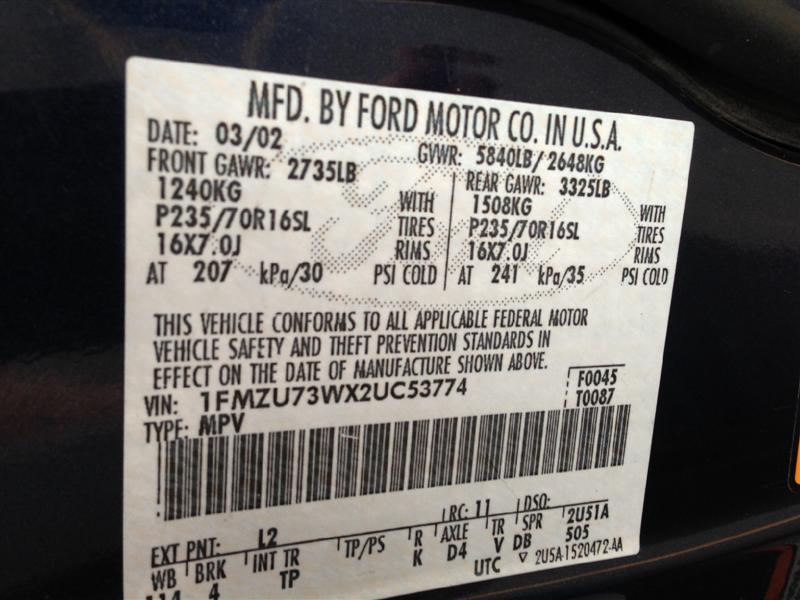 MFD. BY FORD MOTOR CO. IN U.S.A.
DATE: 03/02 GVWR: 5840LB/ 2648KG
FRONT GAWR: 2735LB REAR GAWR: 3325LB
1240KG WITH 1508KG WITH
P235/70R16SL TIRES P235/70R16SL TIRES
16X7.0J RIMS 16X7.0J RIMS
AT 207 kPa/30 PSI COLD AT 241 kPa/35 PSI COLD
THIS VEHICLE CONFORMS TO ALL APPLICABLE FEDERAL MOTOR
VEHICLE SAFETY AND THEFT PREVENTION STANDARDS IN
EFFECT ON THE DATE OF MANUFACTURE SHOWN ABOVE.
VIN: 1FMZU73WX2UC53774 F0045
TYPE: MPV T0087
EXT PNT: L2 RC: 11 DSO:
WB BRK INT TR TP/PS R AXLE TR SPR 2U51A
114 4 TP K D4 V DB 505
UTC ▽ 2U5A-1520472-AA